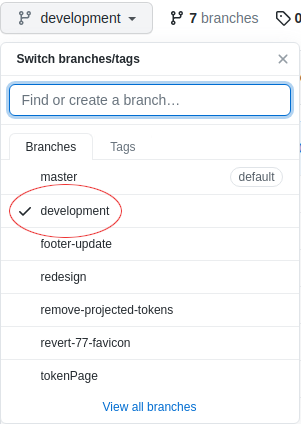 development 7 branches 0
Switch branches/tags
Find or create a branch...
Branches Tags
master default
development
footer-update
redesign
remove-projected-tokens
revert-77-favicon
tokenPage
View all branches